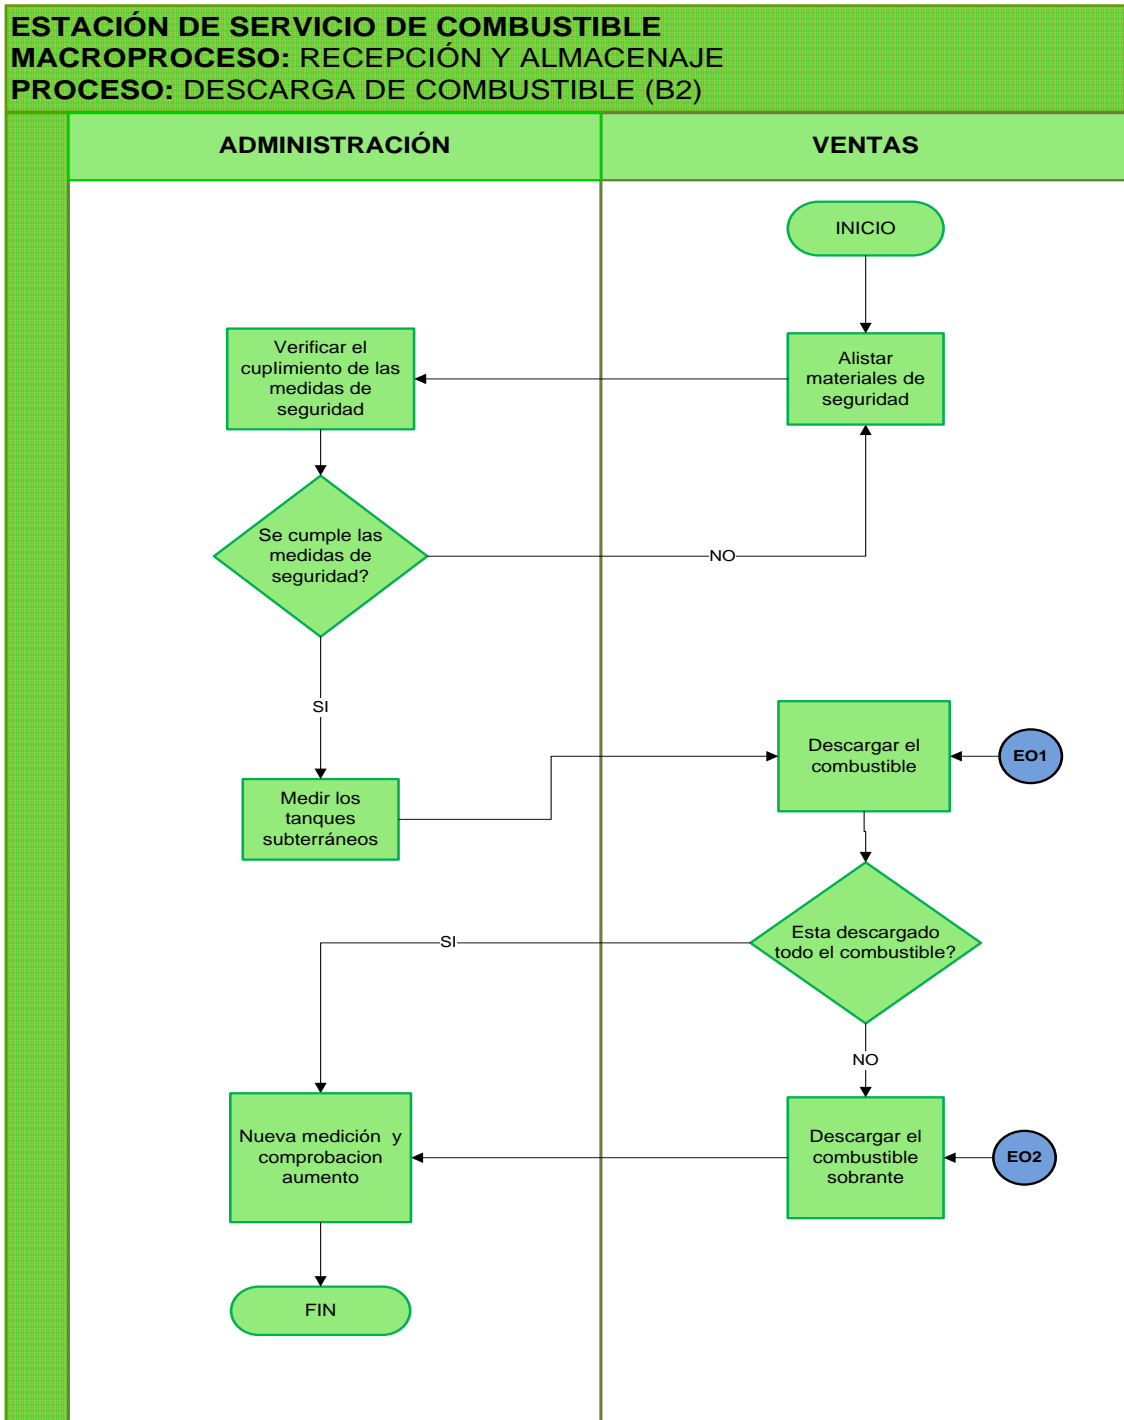 ESTACIÓN DE SERVICIO DE COMBUSTIBLE
MACROPROCESO: RECEPCIÓN Y ALMACENAJE
PROCESO: DESCARGA DE COMBUSTIBLE (B2)
ADMINISTRACIÓN
VENTAS
INICIO
Alistar
materiales de
seguridad
Verificar el
cuplimiento de las
medidas de
seguridad
Se cumple las
medidas de
seguridad?
NO
SI
Medir los
tanques
subterráneos
Descargar el
combustible
EO1
Esta descargado
todo el combustible?
SI
NO
Nueva medición y
comprobacion
aumento
Descargar el
combustible
sobrante
EO2
FIN